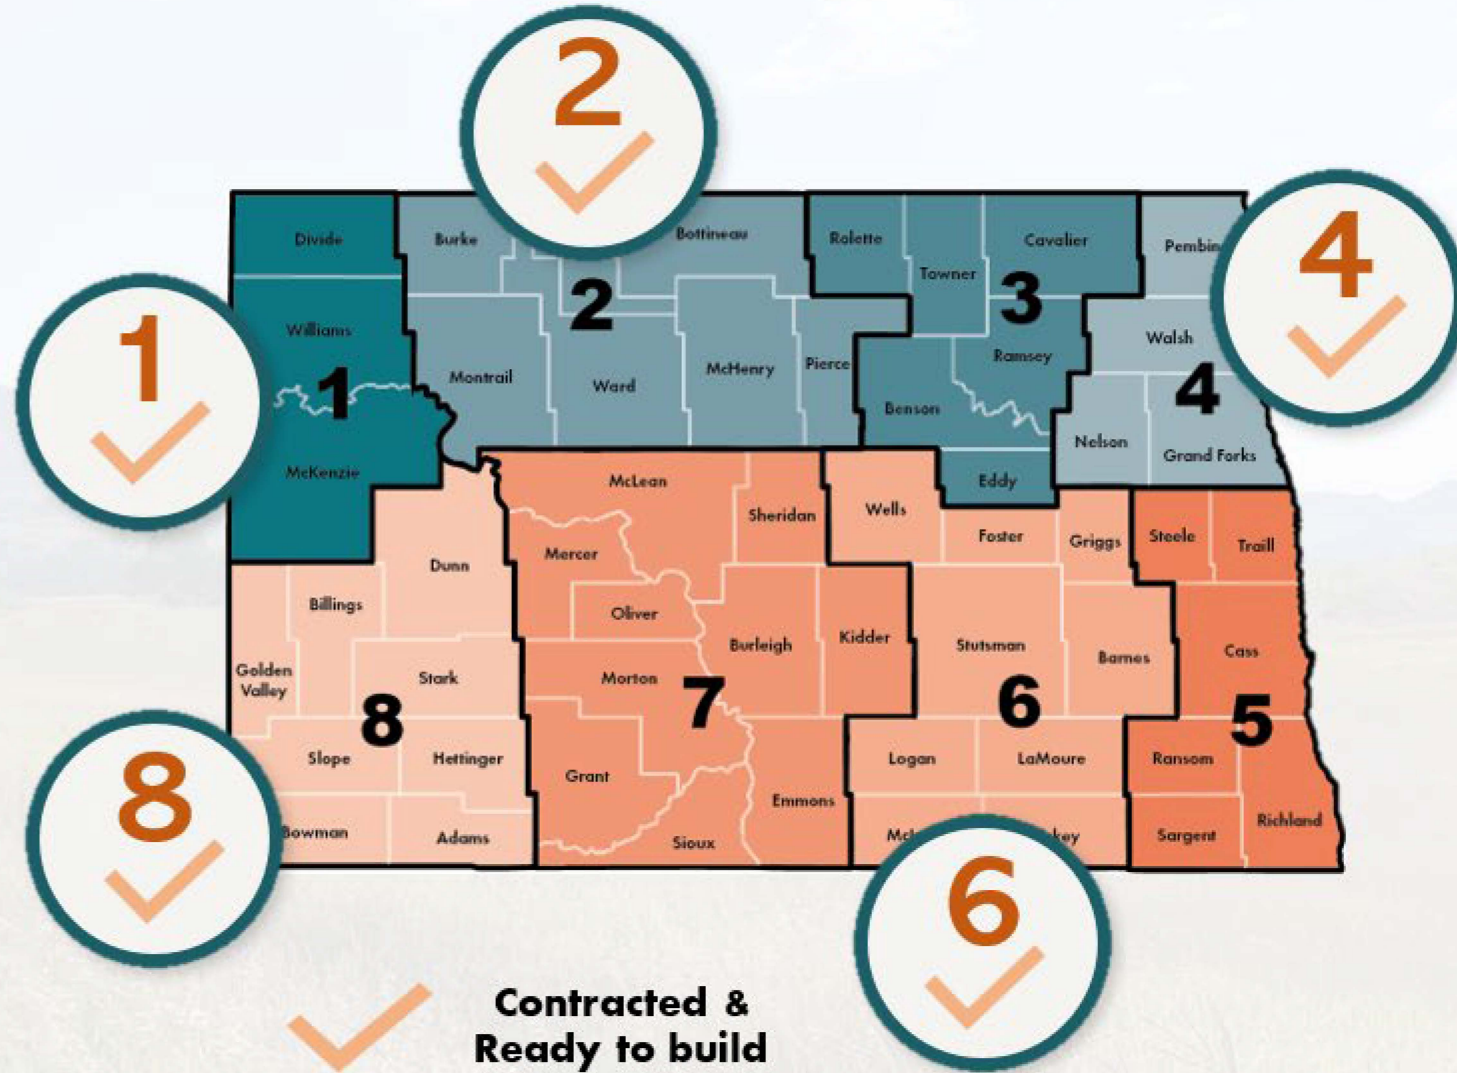 2
4
1
8
6
Divide
Burke
Bottineau
Rolette
Cavalier
Pembin
Towner
2
3
Williams
Walsh
1
Montrail
Ward
McHenry
Pierce
Ramsey
4
Benson
Nelson
Grand Forks
McKenzie
McLean
Eddy
Sheridan
Wells
Foster
Griggs
Steele
Traill
Mercer
Dunn
Billings
Oliver
Burleigh
Kidder
Stutsman
Barnes
Cass
Golden
Valley
Stark
Morton
7
6
5
8
Slope
Hettinger
Grant
Logan
LaMoure
Ransom
Emmons
Richland
Bowman
Adams
Sioux
Sargent
Contracted &
Ready to build